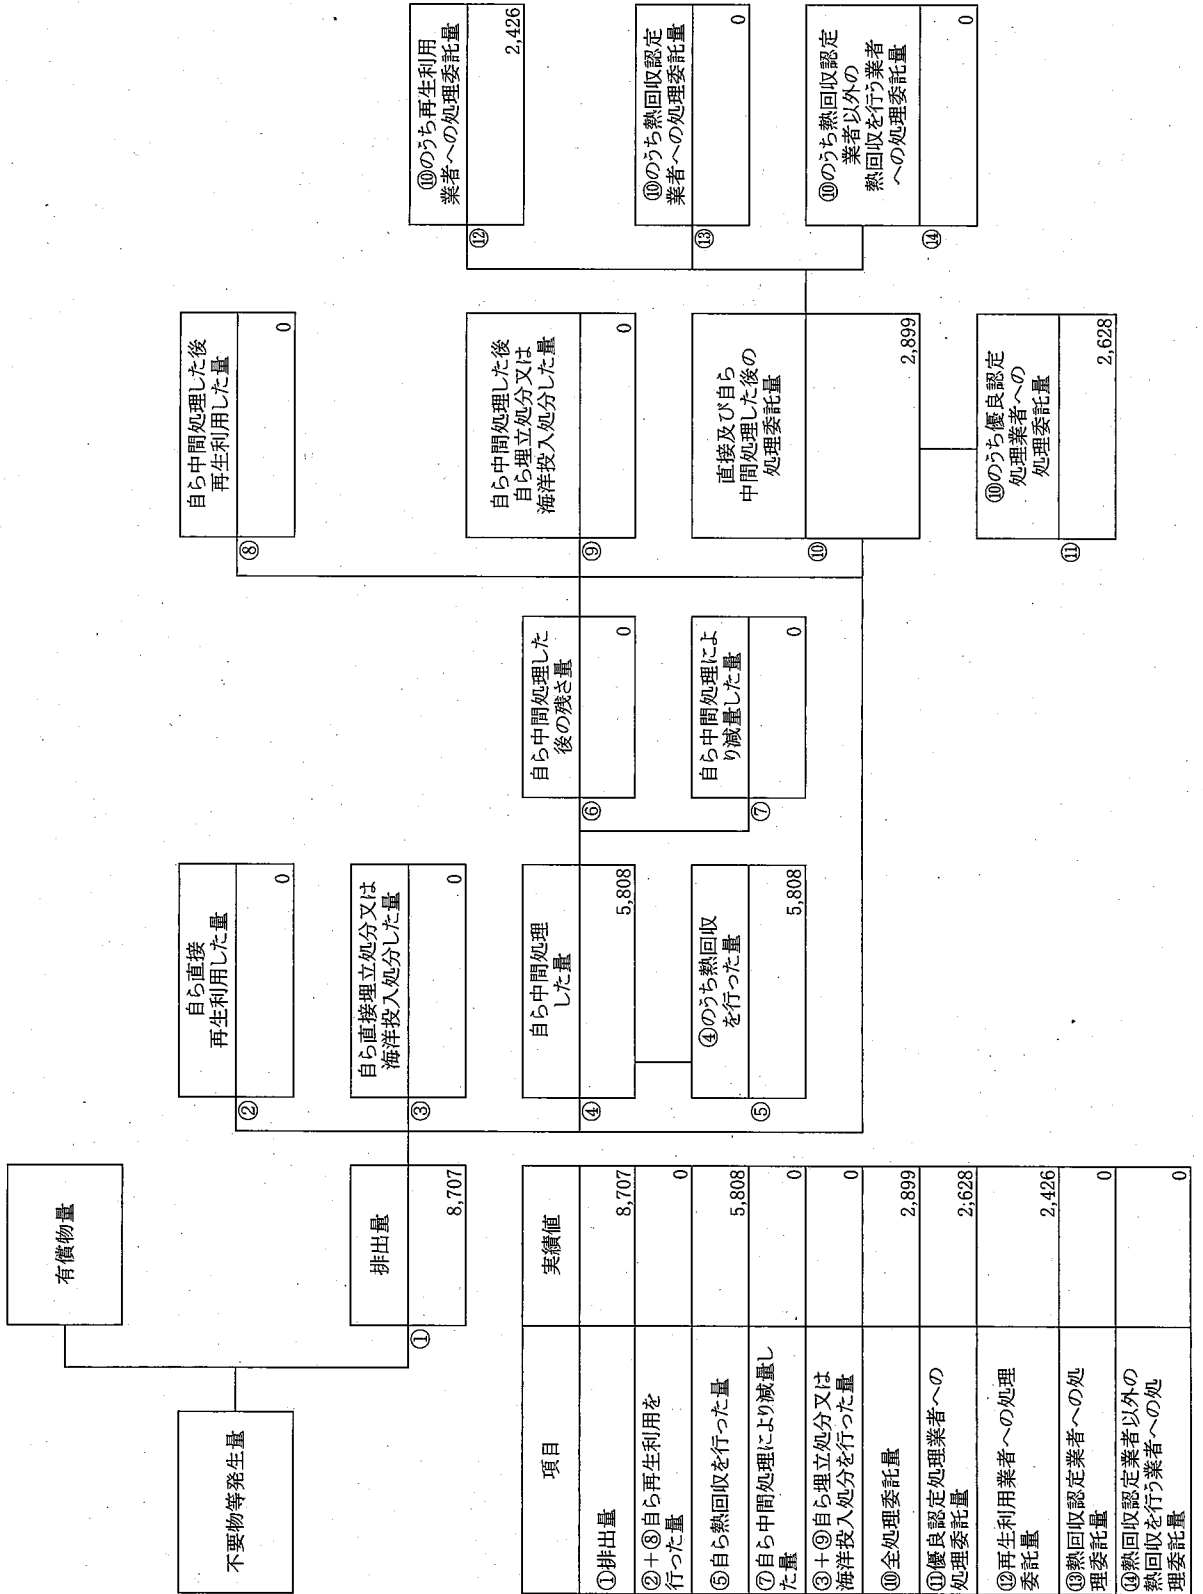 不要物等発生量
有償物量
排出量
①
8,707
自ら直接
再生利用した量
②
0
自ら直接埋立処分又は
海洋投入処分した量
③
0
自ら中間処理
した量
④
5,808
④のうち熱回収
を行った量
⑤
5,808
自ら中間処理した
後の残さ量
⑥
0
自ら中間処理によ
り減量した量
⑦
0
自ら中間処理した後
再生利用した量
⑧
0
自ら中間処理した後
自ら埋立処分又は
海洋投入処分した量
⑨
0
直接及び自ら
中間処理した後の
処理委託量
⑩
2,899
⑩のうち優良認定
処理業者への
処理委託量
⑪
2,628
⑩のうち再生利用
業者への処理委託量
⑫
2,426
⑩のうち熱回収認定
業者への処理委託量
⑬
0
⑩のうち熱回収認定
業者以外の
熱回収を行う業者
への処理委託量
⑭
0
項目 実績値
①排出量 8,707
②+⑧自ら再生利用を 0
行った量
⑤自ら熱回収を行った量 5,808
⑦自ら中間処理により減量し 0
た量
③+⑨自ら埋立処分又は 0
海洋投入処分を行った量
⑩全処理委託量 2,899
⑪優良認定処理業者への 2,628
処理委託量
⑫再生利用業者への処理 2,426
委託量
⑬熱回収認定業者への処 0
理委託量
⑭熱回収認定業者以外の 0
熱回収を行う業者への処
理委託量